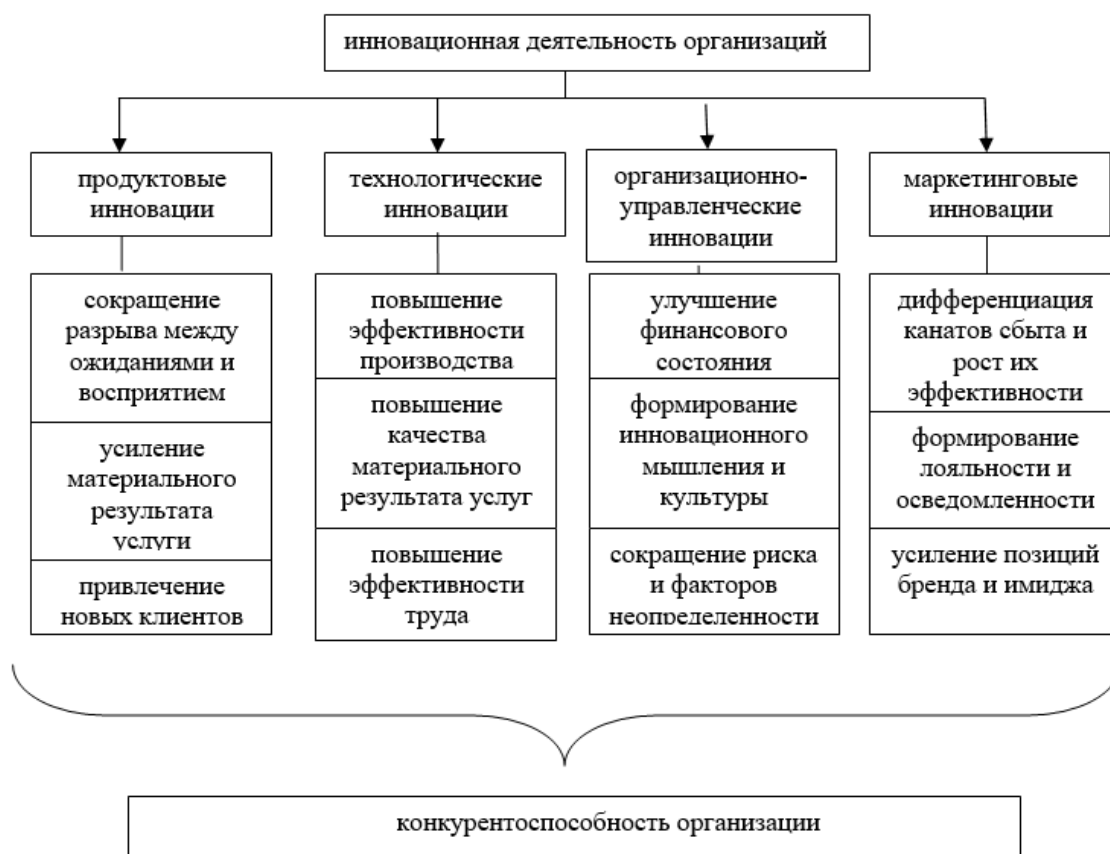 инновационная деятельность организаций
продуктовые
инновации
технологические
инновации
организационно-
управленческие
инновации
маркетинговые
инновации
сокращение
разрыва между
ожиданиями и
восприятием
усиление
материального
результата
услуги
привлечение
новых клиентов
повышение
эффективности
производства
повышение
качества
материального
результата услуг
повышение
эффективности
труда
улучшение
финансового
состояния
формирование
инновационного
мышления и
культуры
сокращение риска
и факторов
неопределенности
дифференциация
канатов сбыта и
рост их
эффективности
формирование
лояльности и
осведомленности
усиление позиций
бренда и имиджа
конкурентоспособность организации